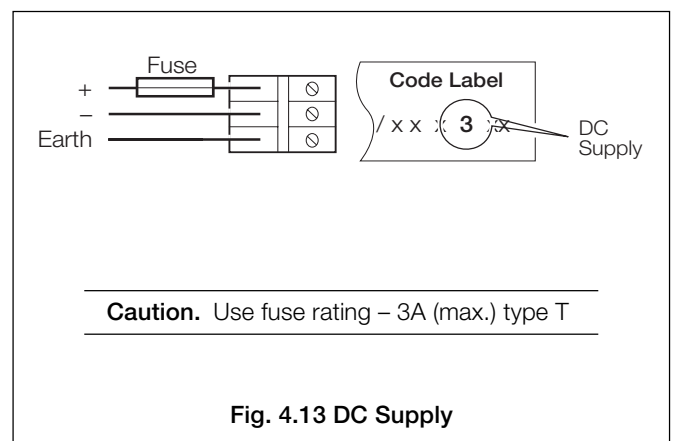 Fuse
+
–
Earth
Code Label
/ x x x 3 x x
DC
Supply
Caution. Use fuse rating – 3A (max.) type T
Fig. 4.13 DC Supply